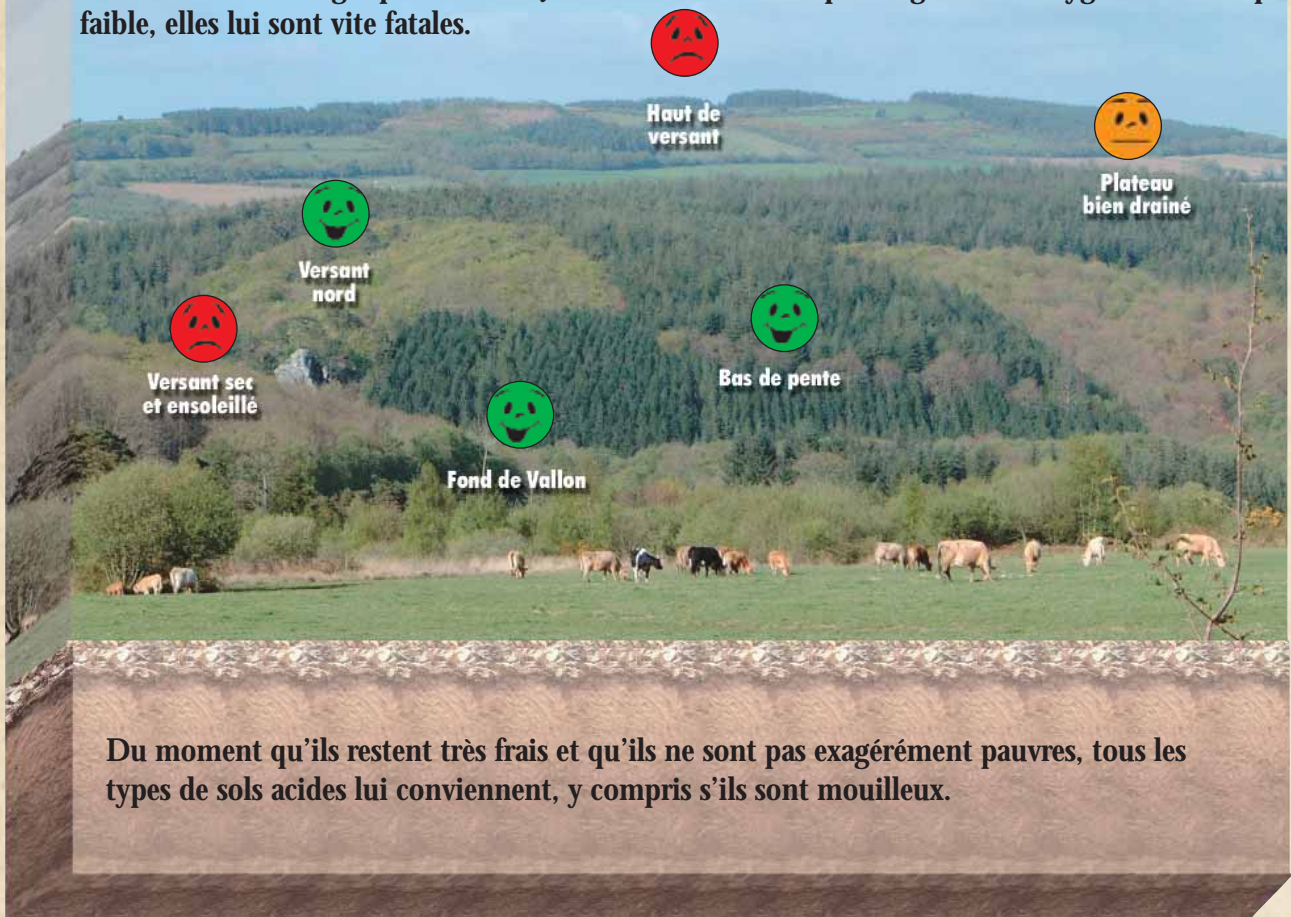 faible, elles lui sont vite fatales.
Haut de
versant
Plateau
bien drainé
Versant
nord
Versant sec
et ensoleillé
Bas de pente
Fond de Vallon
Du moment qu'ils restent très frais et qu'ils ne sont pas exagérément pauvres, tous les
types de sols acides lui conviennent, y compris s'ils sont mouilleux.